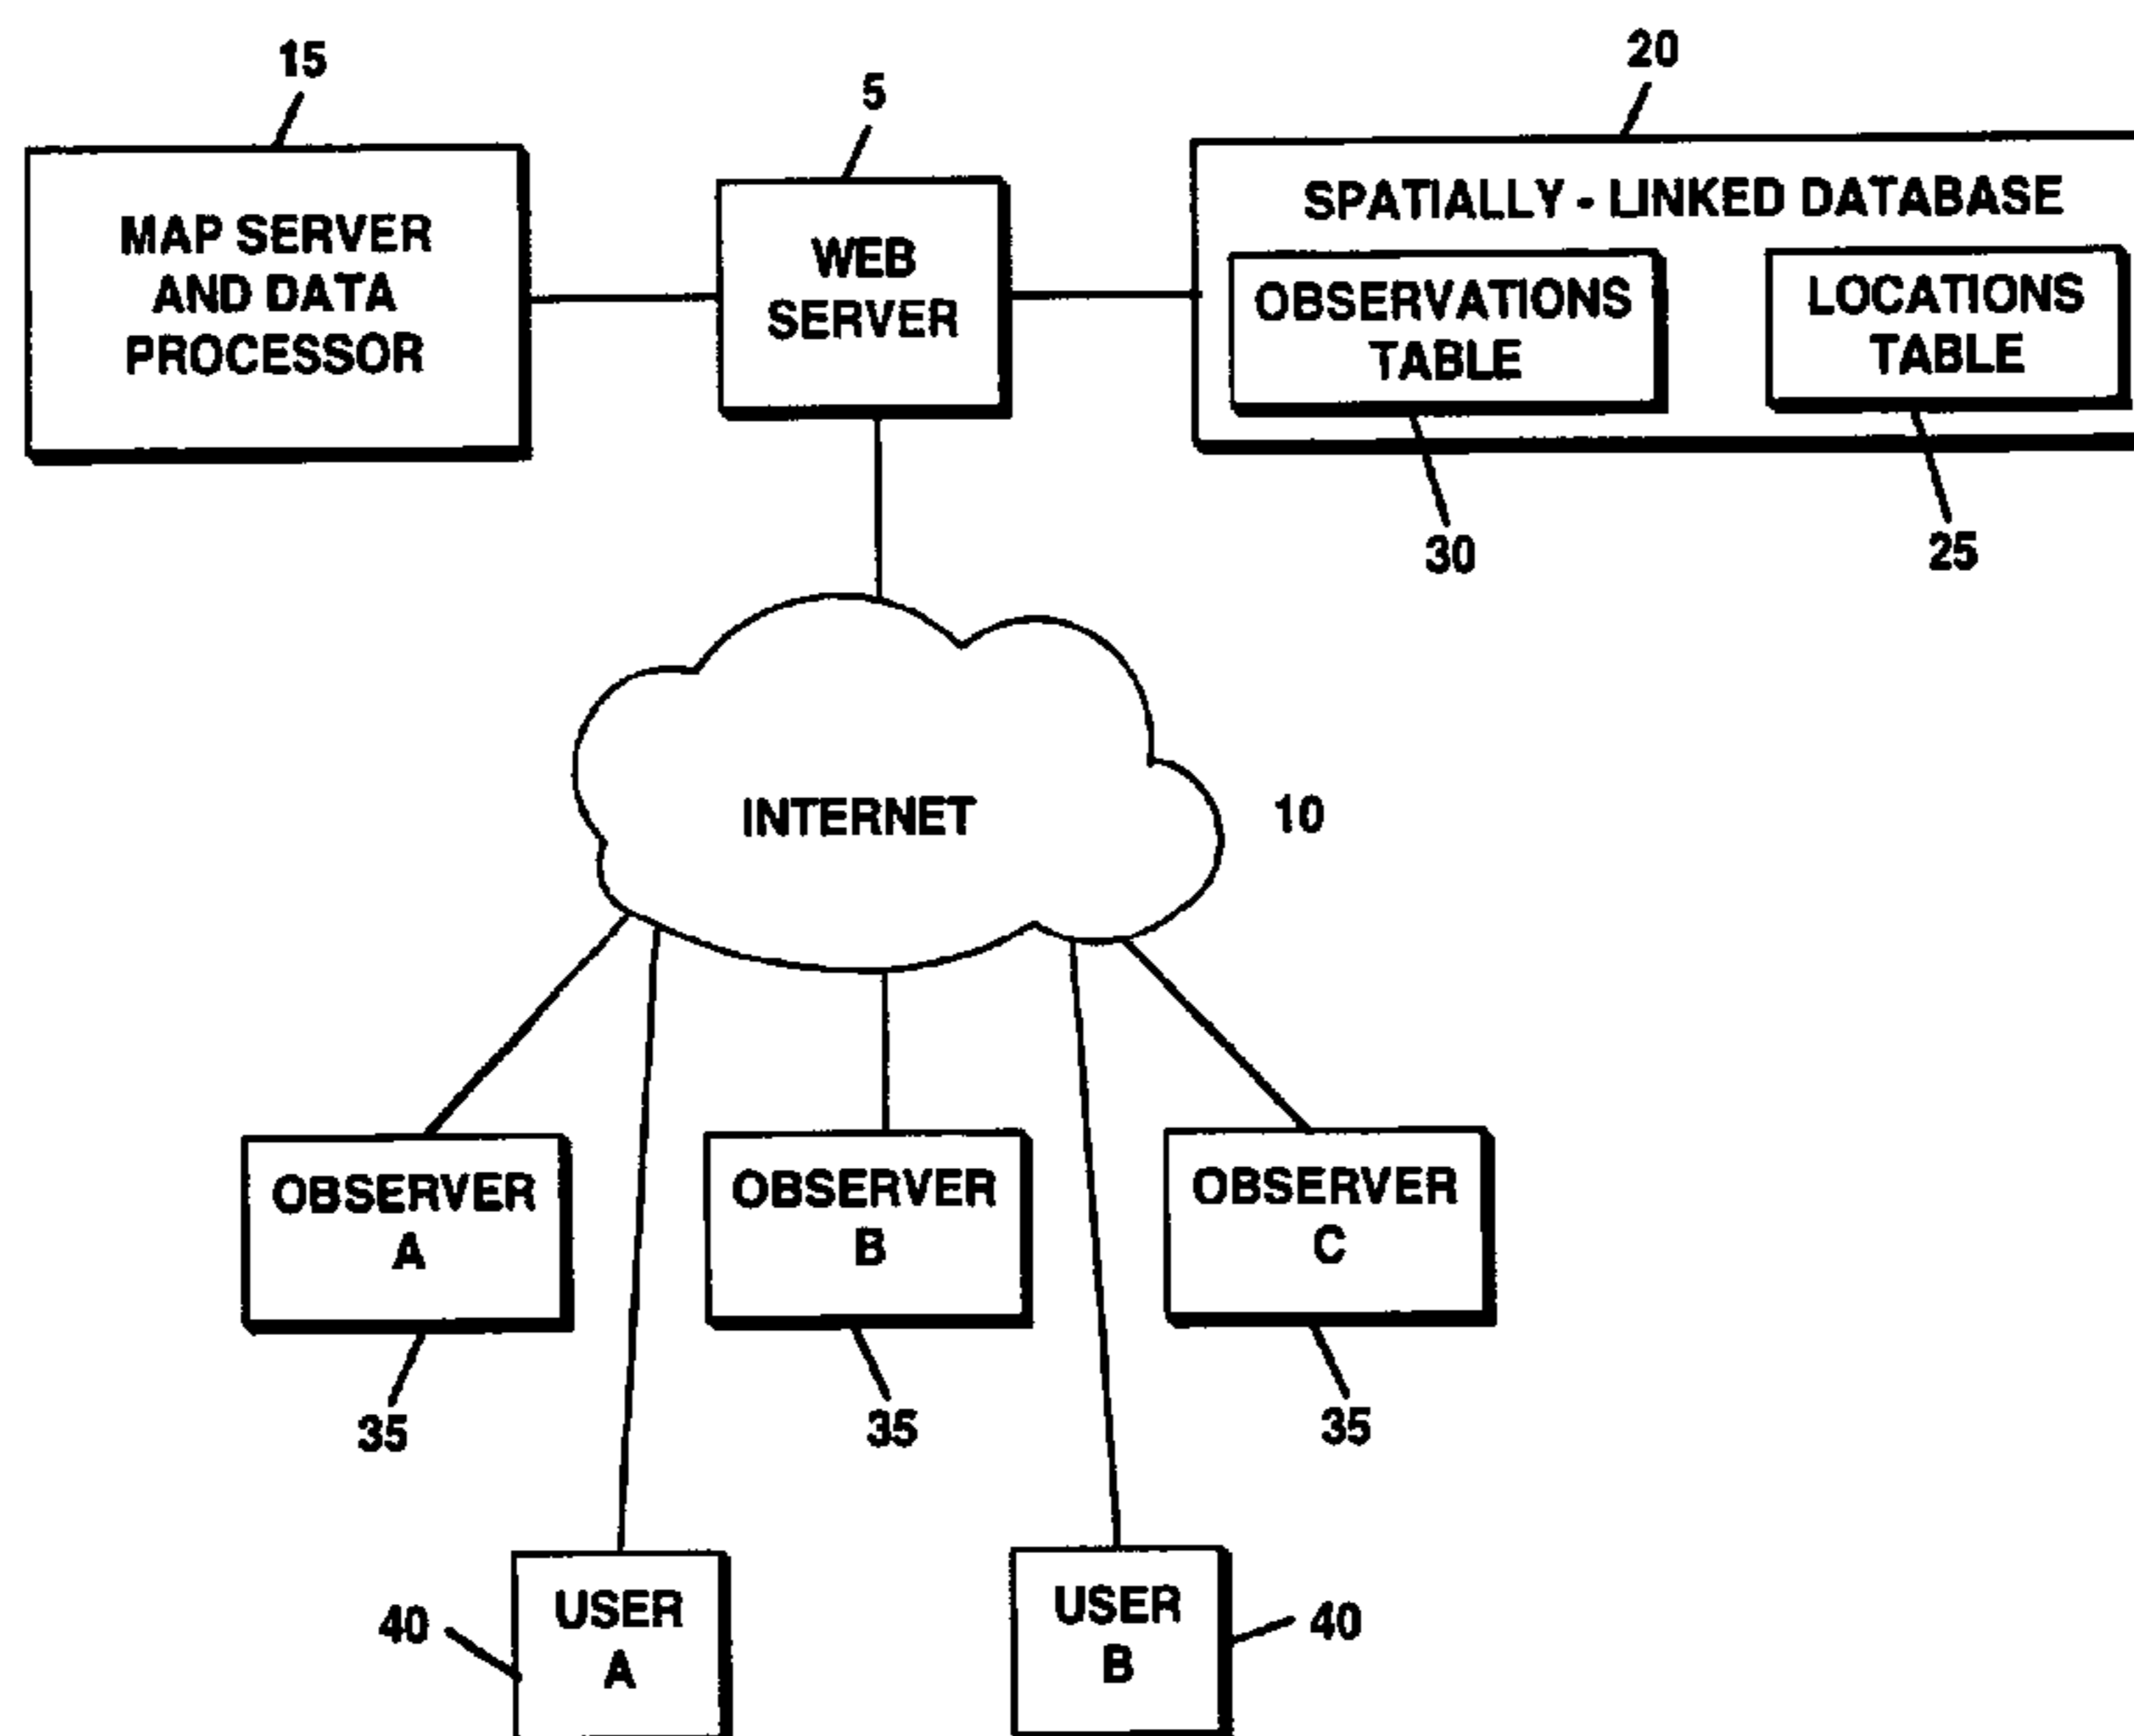 15
5
20
MAP SERVER
AND DATA
PROCESSOR
WEB
SERVER
SPATIALLY - LINKED DATABASE
OBSERVATIONS
TABLE
LOCATIONS
TABLE
30
25
INTERNET
10
OBSERVER
A
OBSERVER
B
OBSERVER
C
35
35
35
40
USER
A
USER
B
40